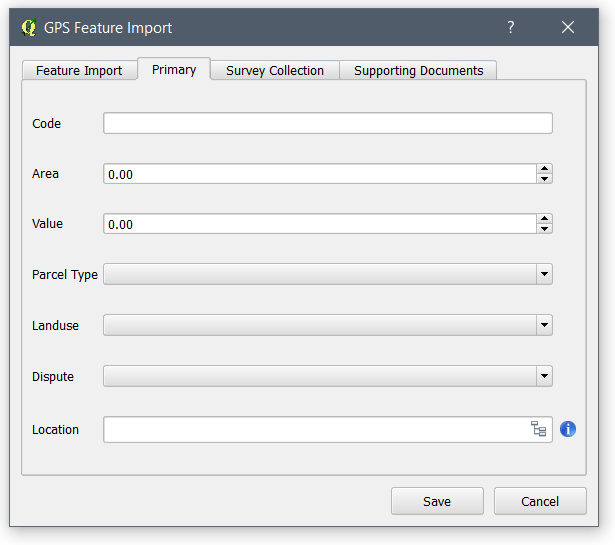 GPS Feature Import ?
Feature Import Primary Survey Collection Supporting Documents
Code
Area 0.00
Value 0.00
Parcel Type
Landuse
Dispute
Location
Save Cancel